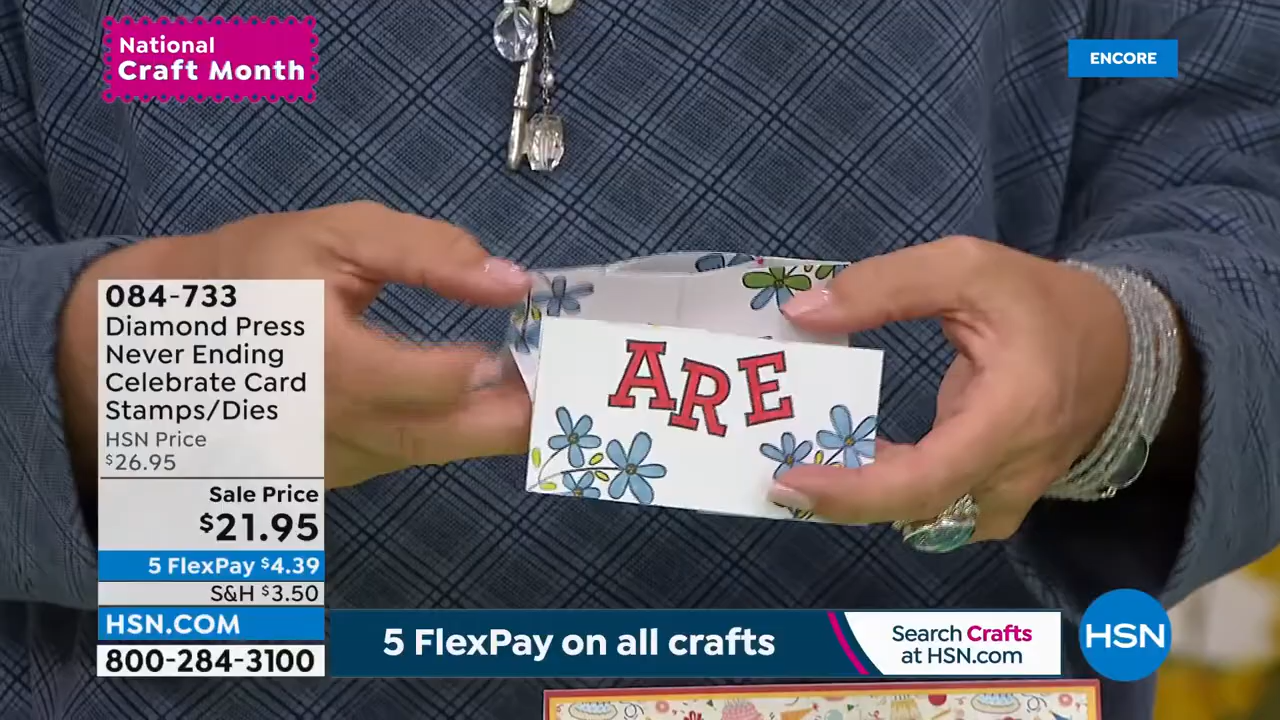 National
Craft Month
ENCORE
ARE
084-733
Diamond Press
Never Ending
Celebrate Card
Stamps/Dies
HSN Price
$26.95
Sale Price
$21.95
5 FlexPay $4.39
S&H $3.50
HSN.COM
800-284-3100
5 FlexPay on all crafts
Search Crafts
at HSN.com
HSN